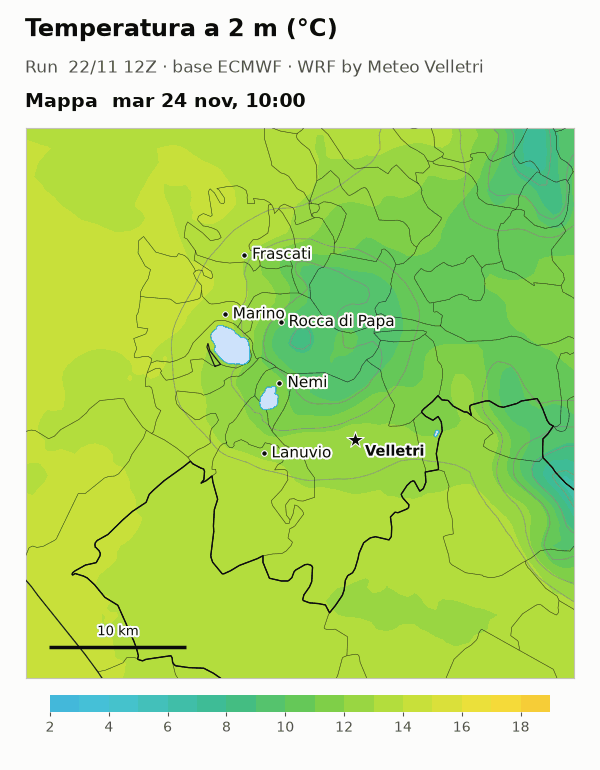 Temperatura a 2 m (°C)
Run  22/11 12Z · base ECMWF · WRF by Meteo Velletri
Mappa  mar 24 nov, 10:00
Frascati
Marino
Rocca di Papa
Nemi
Velletri
Lanuvio
10 km
2 4 6 8 10 12 14 16 18